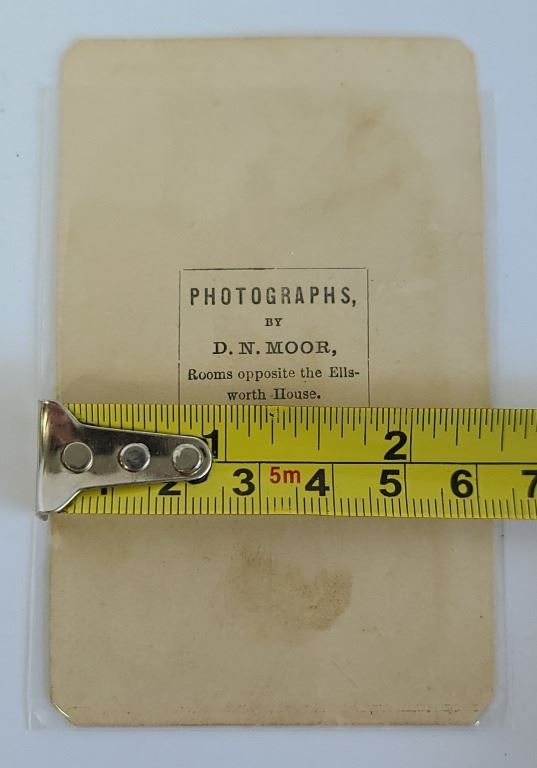 PHOTOGRAPHS,
BY
D. N. MOOR,
Rooms opposite the Ells-
worth House.
1 2
1 2 3 5m 4 5 6 7